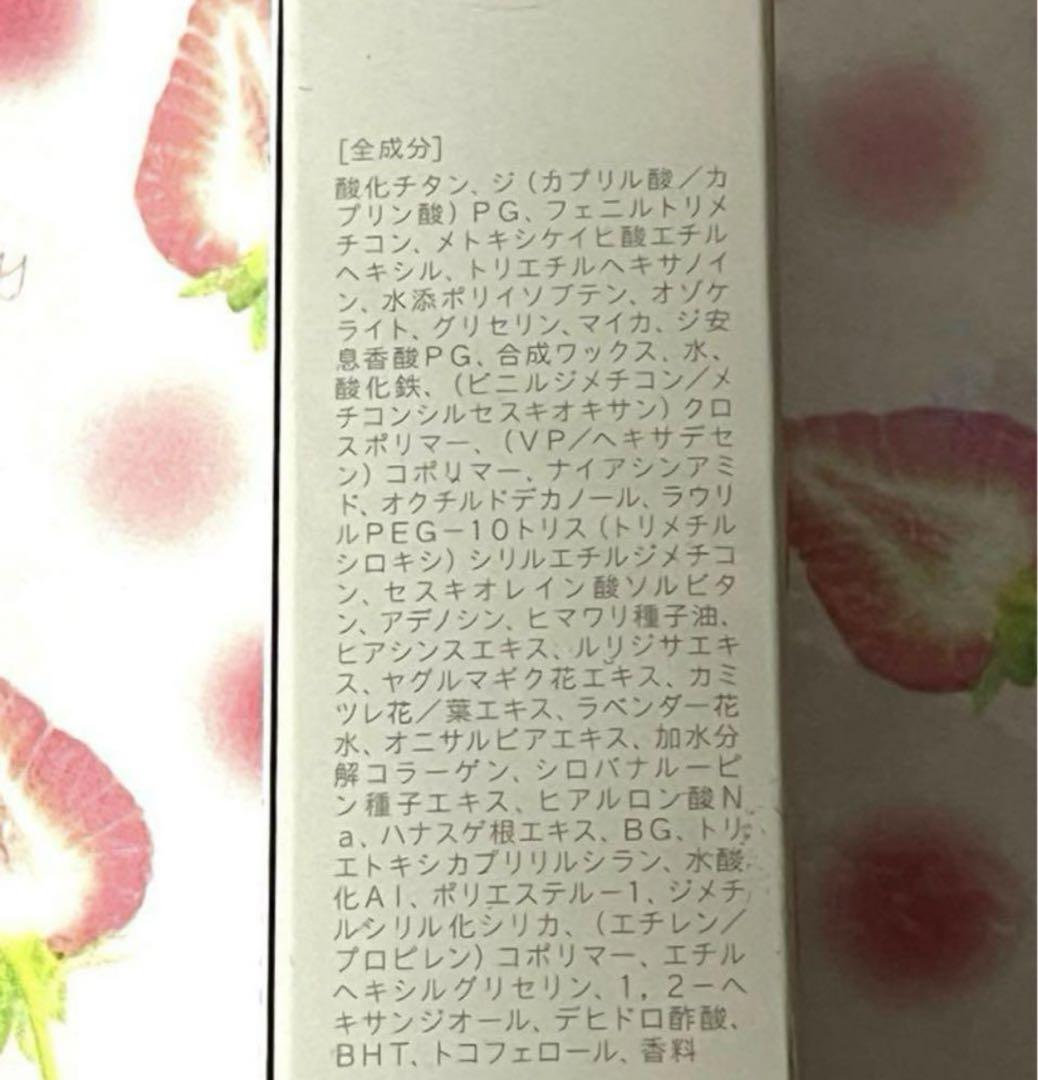 [全成分]
酸化チタン、ジ（カプリル酸／カ
プリン酸）ＰＧ、フェニルトリメ
チコン、メトキシケイヒ酸エチル
ヘキシル、トリエチルヘキサノイ
ン、水添ポリイソブテン、オゾケ
ライト、グリセリン、マイカ、ジ安
息香酸ＰＧ、合成ワックス、水、
酸化鉄、（ビニルジメチコン／メ
チコンシルセスキオキサン）クロ
スポリマー、（ＶＰ／ヘキサデセ
ン）コポリマー、ナイアシンアミ
ド、オクチルドデカノール、ラウリ
ルＰＥＧ－１０トリス（トリメチル
シロキシ）シリルエチルジメチコ
ン、セスキオレイン酸ソルビタ
ン、アデノシン、ヒマワリ種子油、
ヒアシンスエキス、ルリジサエキ
ス、ヤグルマギク花エキス、カミ
ツレ花／葉エキス、ラベンダー花
水、オニサルビアエキス、加水分
解コラーゲン、シロバナルーピ
ン種子エキス、ヒアルロン酸Ｎ
ａ、ハナスゲ根エキス、ＢＧ、トリ
エトキシカプリリルシラン、水酸
化Ａｌ、ポリエステル－１、ジメチ
ルシリル化シリカ、（エチレン／
プロピレン）コポリマー、エチル
ヘキシルグリセリン、１，２－ヘ
キサンジオール、デヒドロ酢酸、
ＢＨＴ、トコフェロール、香料